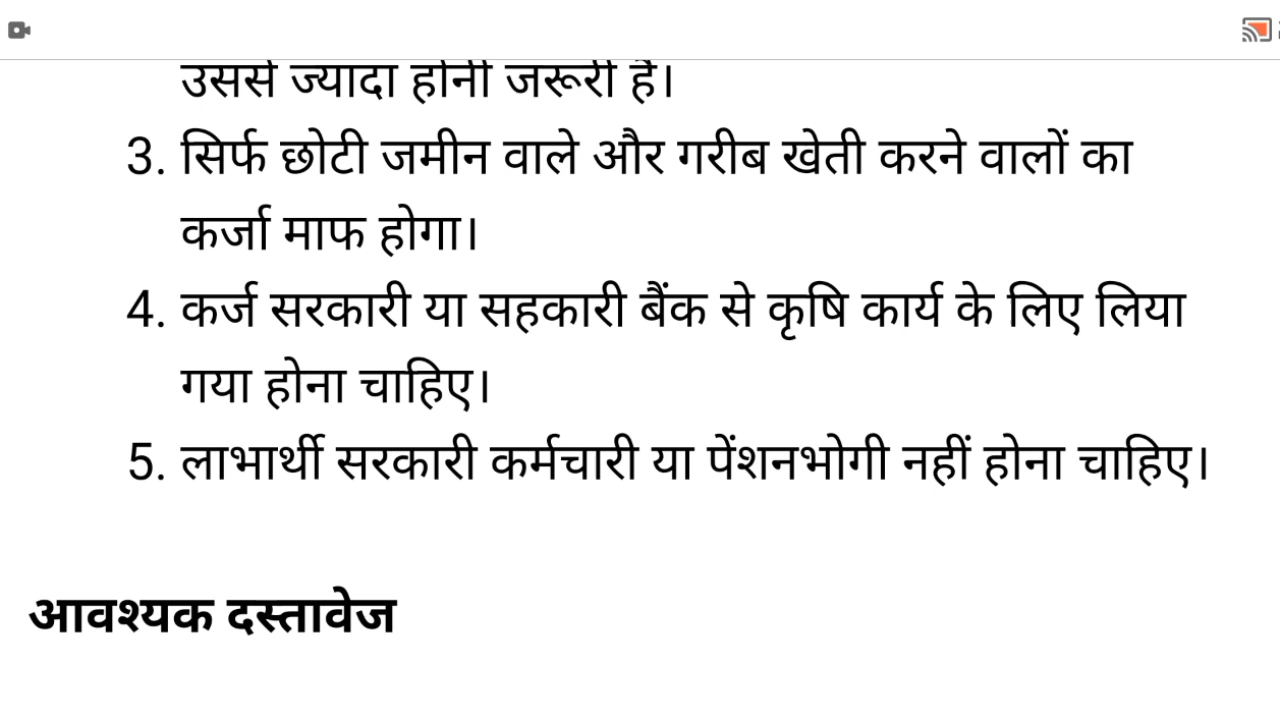 उससे ज्यादा होनी जरूरी है।
3. सिर्फ छोटी जमीन वाले और गरीब खेती करने वालों का
कर्जा माफ होगा।
4. कर्ज सरकारी या सहकारी बैंक से कृषि कार्य के लिए लिया
गया होना चाहिए।
5. लाभार्थी सरकारी कर्मचारी या पेंशनभोगी नहीं होना चाहिए।
आवश्यक दस्तावेज